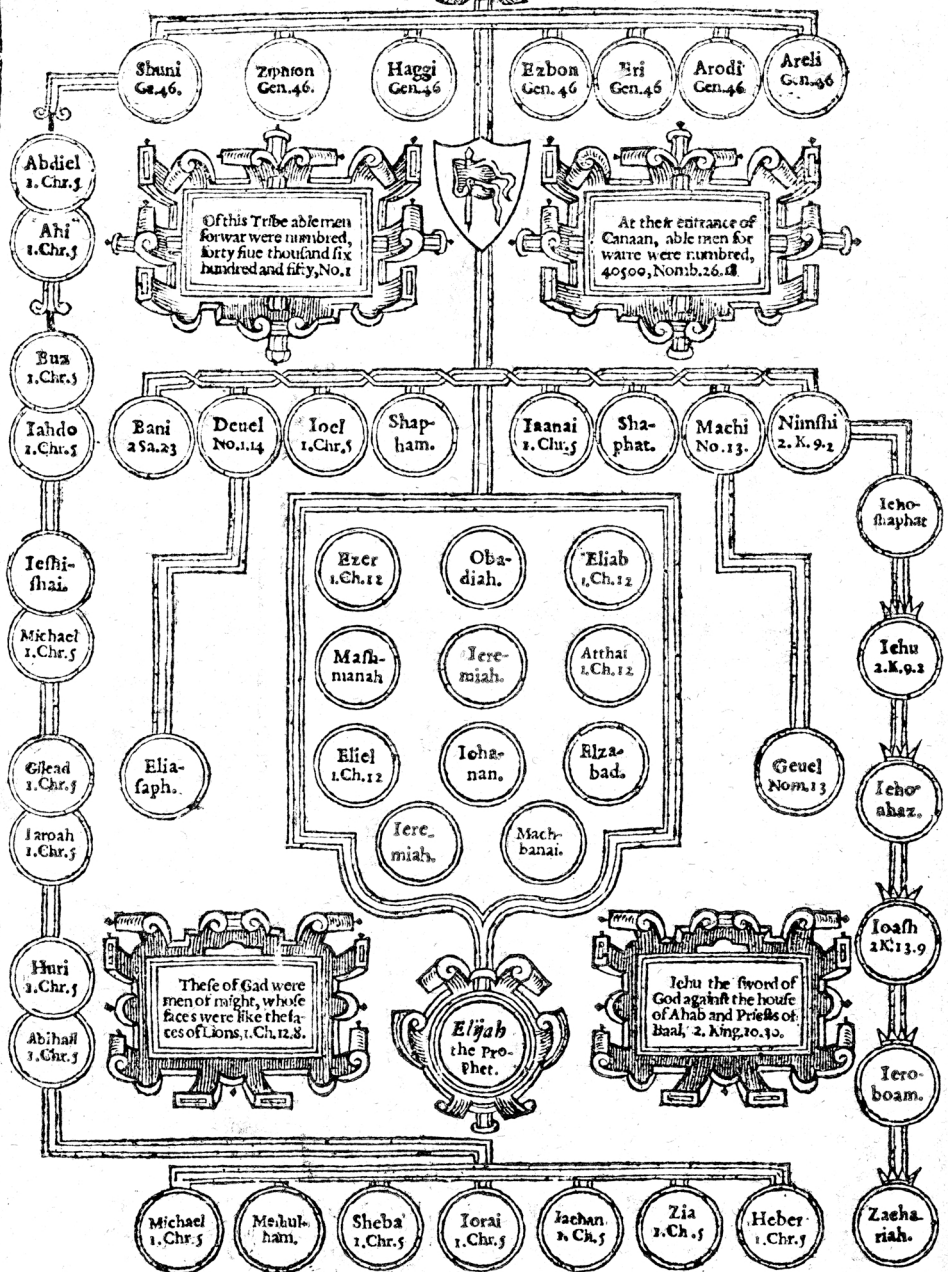 Shuni
Ge.46.
Ziphion
Gen.46.
Haggi
Gen.46
Ezbon
Gen.46
Eri
Gen.46
Arodi
Gen.46
Areli
Gen.46
Abdiel
1.Chr.5
Ahi
1.Chr.5
Of this Tribe able men
for war were numbred,
forty fiue thousand six
hundred and fifty, No.1
At their entrance of
Canaan, able men for
warre were numbred,
40500, Nomb.26.18.
Buz
1.Chr.5
Iahdo
1.Chr.5
Bani
2 Sa.23
Deuel
No.1.14
Ioel
1.Chr.5
Shap-
ham.
Iaanai
1.Chr.5
Sha-
phat.
Machi
No.13.
Nimshi
2.K.9.2
Ieho-
shaphat
Ieshi-
shai.
Michael
1.Chr.5
Ezer
1.Ch.12
Oba-
diah.
Eliab
1.Ch.12
Mash-
manah
Iere-
miah.
Atthai
1.Ch.12
Iehu
2.K.9.2
Gilead
1.Chr.5
Iaroah
1.Chr.5
Elia-
saph.
Eliel
1.Ch.12
Ioha-
nan.
Elza-
bad.
Geuel
Nom.13
Ieho-
ahaz.
Iere-
miah.
Mach-
banai.
Ioash
2K.13.9
Huri
1.Chr.5
Abihail
1.Chr.5
These of Gad were
men of might, whose
faces were like the fa-
ces of Lions, 1.Ch.12.8.
Elijah
the Pro-
phet.
Iehu the sword of
God against the house
of Ahab and Priests of
Baal, 2.King.10.30.
Iero-
boam.
Michael
1.Chr.5
Meshul-
ham.
Sheba
1.Chr.5
Iorai
1.Chr.5
Iachan.
1.Ch.5
Zia
1.Ch.5
Heber
1.Chr.5
Zacha-
riah.